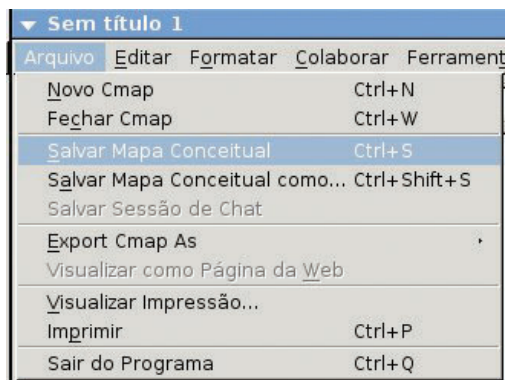 Sem título 1
Arquivo Editar Formatar Colaborar Ferrament
Novo Cmap Ctrl+N
Fechar Cmap Ctrl+W
Salvar Mapa Conceitual Ctrl+S
Salvar Mapa Conceitual como... Ctrl+Shift+S
Salvar Sessão de Chat
Export Cmap As
Visualizar como Página da Web
Visualizar Impressão...
Imprimir Ctrl+P
Sair do Programa Ctrl+Q